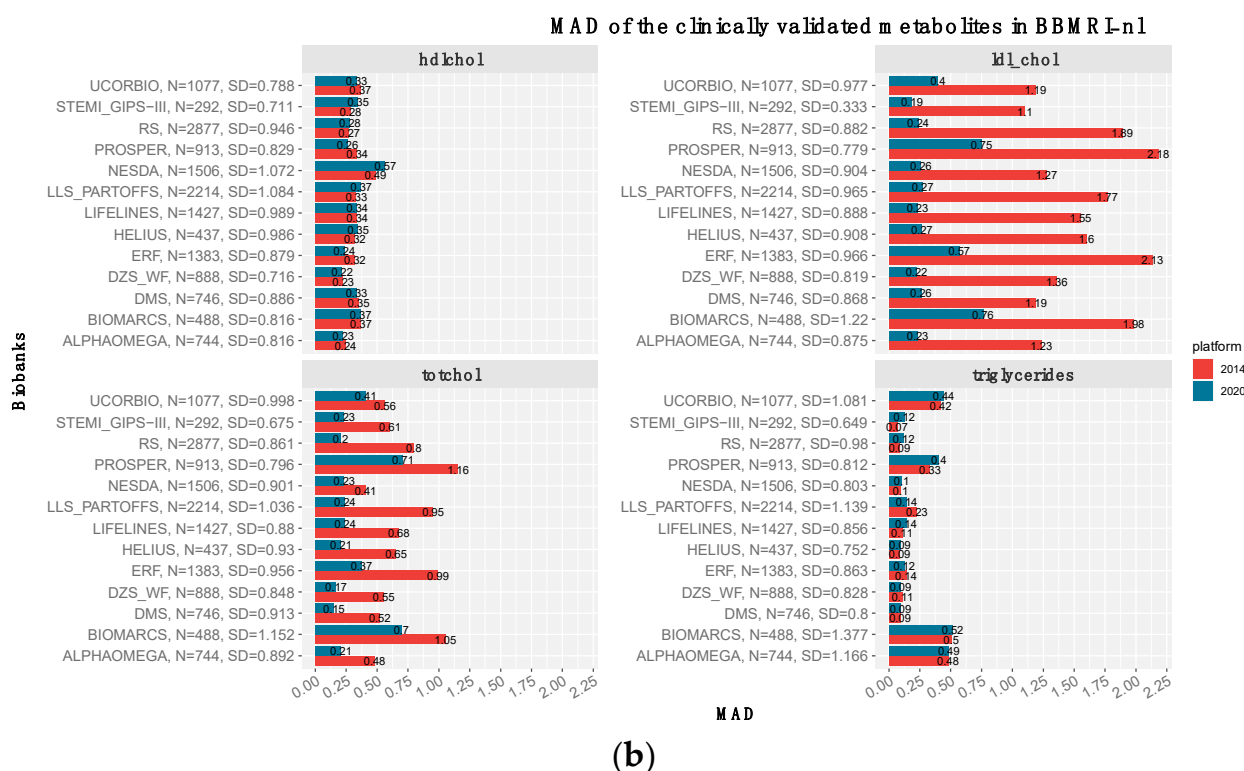 MAD of the clinically validated metabolites in BBMRI-nl
hdlchol
UCORBIO, N=1077, SD=0.788 0.33 0.37
STEMI_GIPS-III, N=292, SD=0.711 0.35 0.28
RS, N=2877, SD=0.946 0.28 0.27
PROSPER, N=913, SD=0.829 0.26 0.34
NESDA, N=1506, SD=1.072 0.57 0.49
LLS_PARTOFFS, N=2214, SD=1.084 0.37 0.33
LIFELINES, N=1427, SD=0.989 0.34 0.34
HELIUS, N=437, SD=0.986 0.35 0.32
ERF, N=1383, SD=0.879 0.24 0.32
DZS_WF, N=888, SD=0.716 0.22 0.23
DMS, N=746, SD=0.886 0.33 0.35
BIOMARCS, N=488, SD=0.816 0.37 0.37
ALPHAOMEGA, N=744, SD=0.816 0.23 0.24
ldl_chol
UCORBIO, N=1077, SD=0.977 0.4 1.19
STEMI_GIPS-III, N=292, SD=0.333 0.19 1.1
RS, N=2877, SD=0.882 0.24 1.89
PROSPER, N=913, SD=0.779 0.75 2.18
NESDA, N=1506, SD=0.904 0.26 1.27
LLS_PARTOFFS, N=2214, SD=0.965 0.27 1.77
LIFELINES, N=1427, SD=0.888 0.23 1.55
HELIUS, N=437, SD=0.908 0.27 1.6
ERF, N=1383, SD=0.966 0.57 2.13
DZS_WF, N=888, SD=0.819 0.22 1.36
DMS, N=746, SD=0.868 0.26 1.19
BIOMARCS, N=488, SD=1.22 0.76 1.98
ALPHAOMEGA, N=744, SD=0.875 0.23 1.23
Biobanks
totchol
UCORBIO, N=1077, SD=0.998 0.41 0.56
STEMI_GIPS-III, N=292, SD=0.675 0.23 0.61
RS, N=2877, SD=0.861 0.2 0.8
PROSPER, N=913, SD=0.796 0.71 1.16
NESDA, N=1506, SD=0.901 0.23 0.41
LLS_PARTOFFS, N=2214, SD=1.036 0.24 0.95
LIFELINES, N=1427, SD=0.88 0.24 0.68
HELIUS, N=437, SD=0.93 0.21 0.65
ERF, N=1383, SD=0.956 0.37 0.99
DZS_WF, N=888, SD=0.848 0.17 0.55
DMS, N=746, SD=0.913 0.15 0.52
BIOMARCS, N=488, SD=1.152 0.7 1.05
ALPHAOMEGA, N=744, SD=0.892 0.21 0.48
0.00 0.25 0.50 0.75 1.00 1.25 1.50 1.75 2.00 2.25
triglycerides
UCORBIO, N=1077, SD=1.081 0.44 0.42
STEMI_GIPS-III, N=292, SD=0.649 0.12 0.07
RS, N=2877, SD=0.98 0.12 0.09
PROSPER, N=913, SD=0.812 0.4 0.33
NESDA, N=1506, SD=0.803 0.1 0.1
LLS_PARTOFFS, N=2214, SD=1.139 0.14 0.23
LIFELINES, N=1427, SD=0.856 0.14 0.11
HELIUS, N=437, SD=0.752 0.09 0.09
ERF, N=1383, SD=0.863 0.12 0.14
DZS_WF, N=888, SD=0.828 0.09 0.11
DMS, N=746, SD=0.8 0.09 0.09
BIOMARCS, N=488, SD=1.377 0.52 0.5
ALPHAOMEGA, N=744, SD=1.166 0.49 0.48
0.00 0.25 0.50 0.75 1.00 1.25 1.50 1.75 2.00 2.25
platform
2014
2020
MAD
(b)